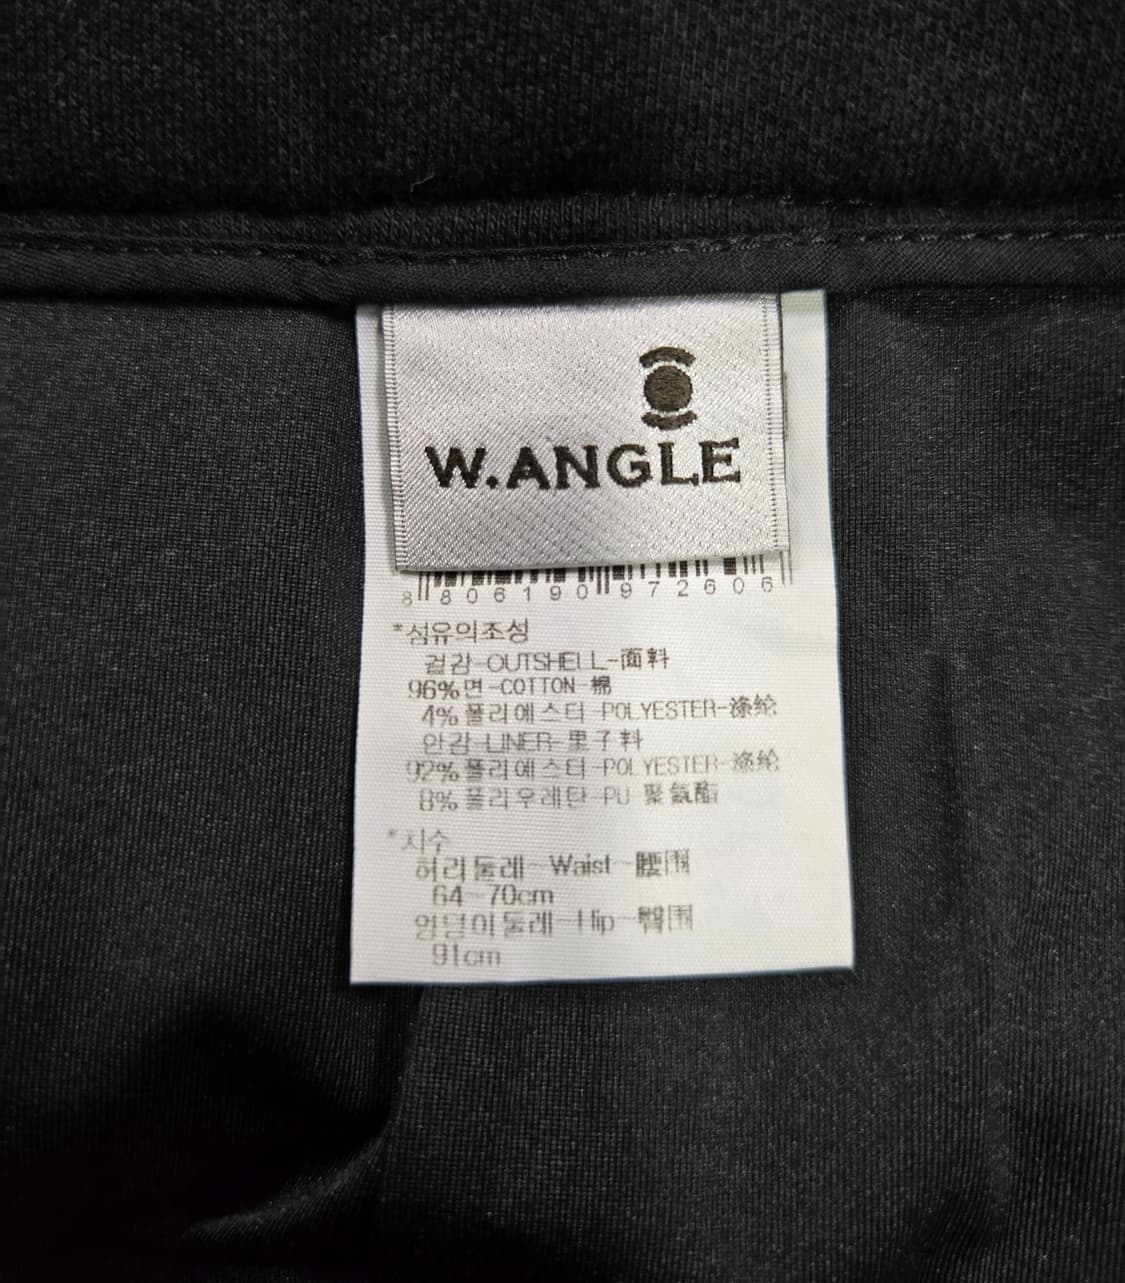 W.ANGLE
8 806190 972606
*섬유의조성
겉감-OUTSHELL-面料
96%면-COTTON-棉
4%폴리에스터-POLYESTER-涤纶
안감-LINER-里子料
92%폴리에스터-POLYESTER-涤纶
8%폴리우레탄-PU-聚氨酯
*치수
허리둘레-Waist-腰围
64~70cm
엉덩이둘레-Hip-臀围
91cm